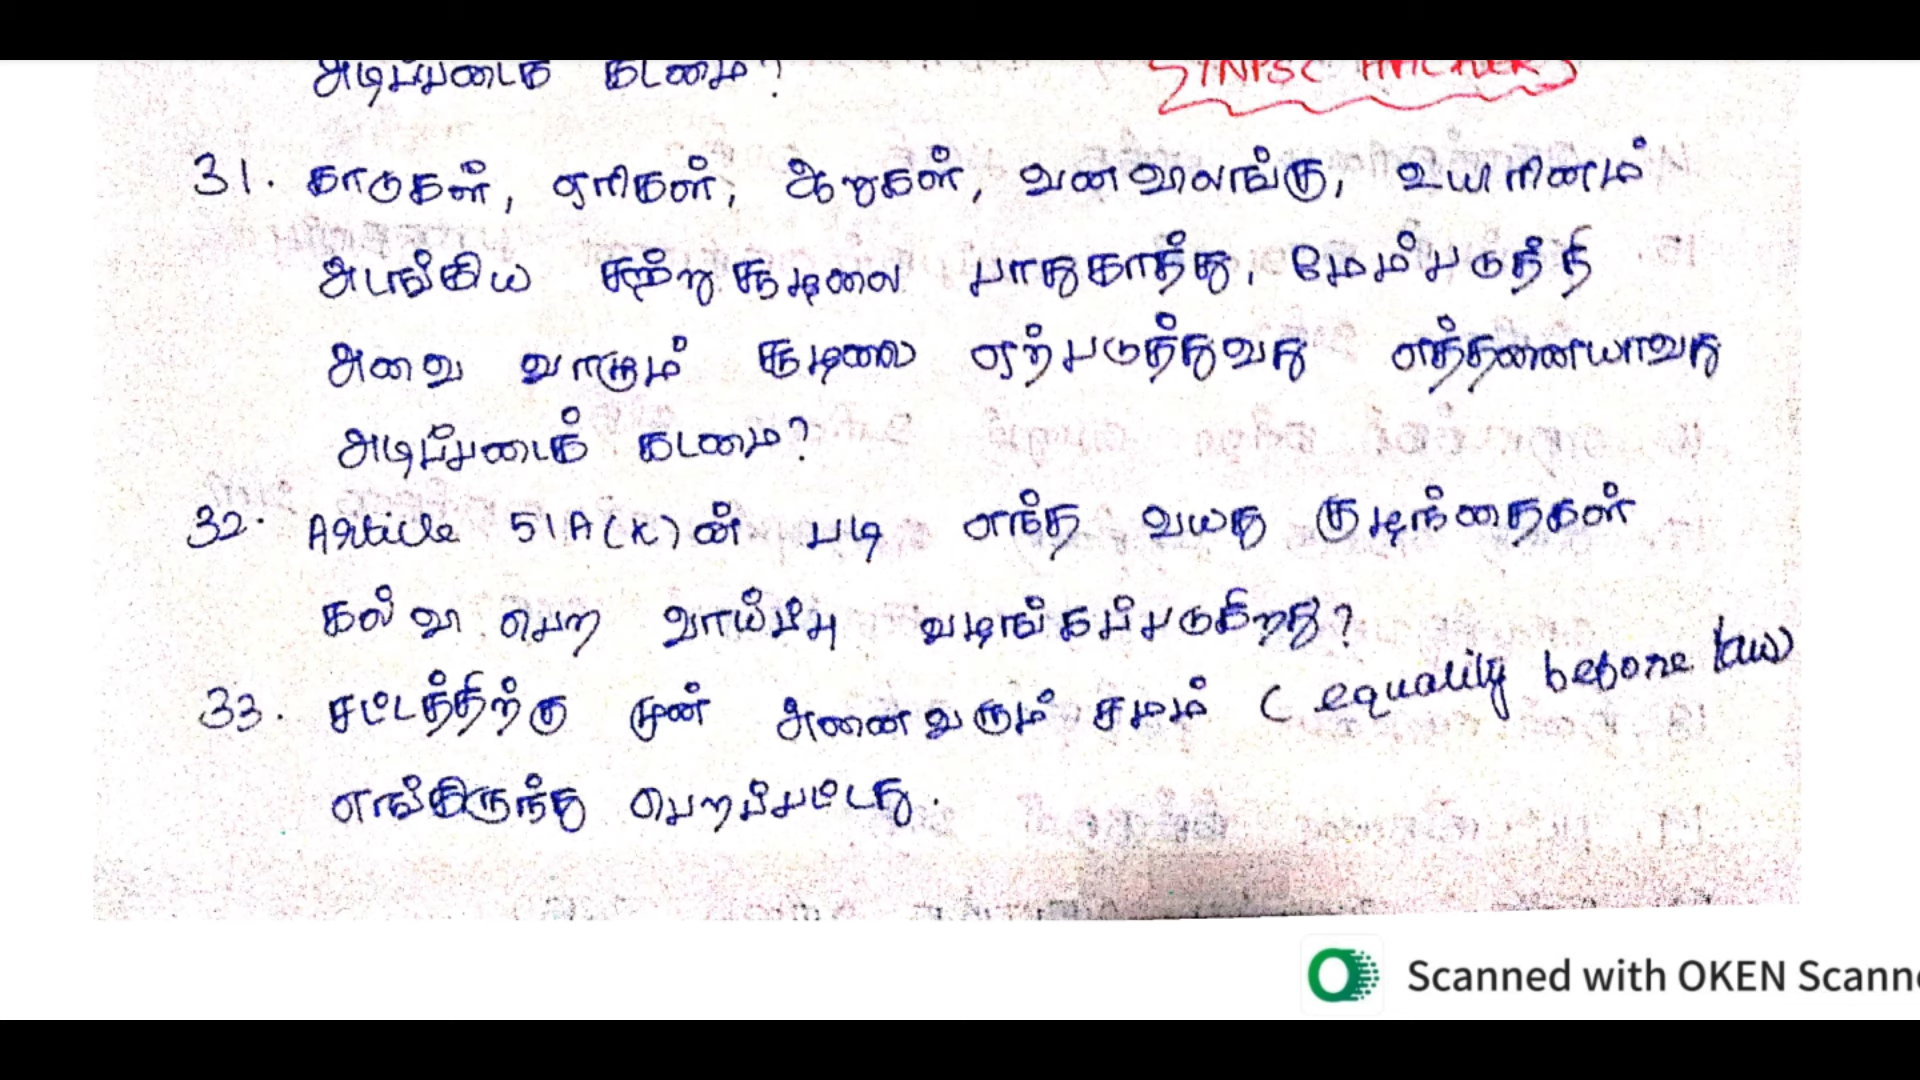 அடிப்படைக் கடமை?
TNPSC
31. காடுகள், ஏரிகள், ஆறுகள், வனவிலங்கு, உயிரினம்
அடங்கிய சுற்றுசூழலை பாதுகாத்து, மேம்படுத்தி
அவை வாழும் சூழலை ஏற்படுத்துவது எத்தனையாவது
அடிப்படைக் கடமை?
32. Article 51A(K)ன் படி எந்த வயது குழந்தைகள்
கல்வி பெற வாய்ப்பு வழங்கப்படுகிறது?
33. சட்டத்திற்கு முன் அனைவரும் சமம் (equality before law)
எங்கிருந்து பெறப்பட்டது.
Scanned with OKEN Scann